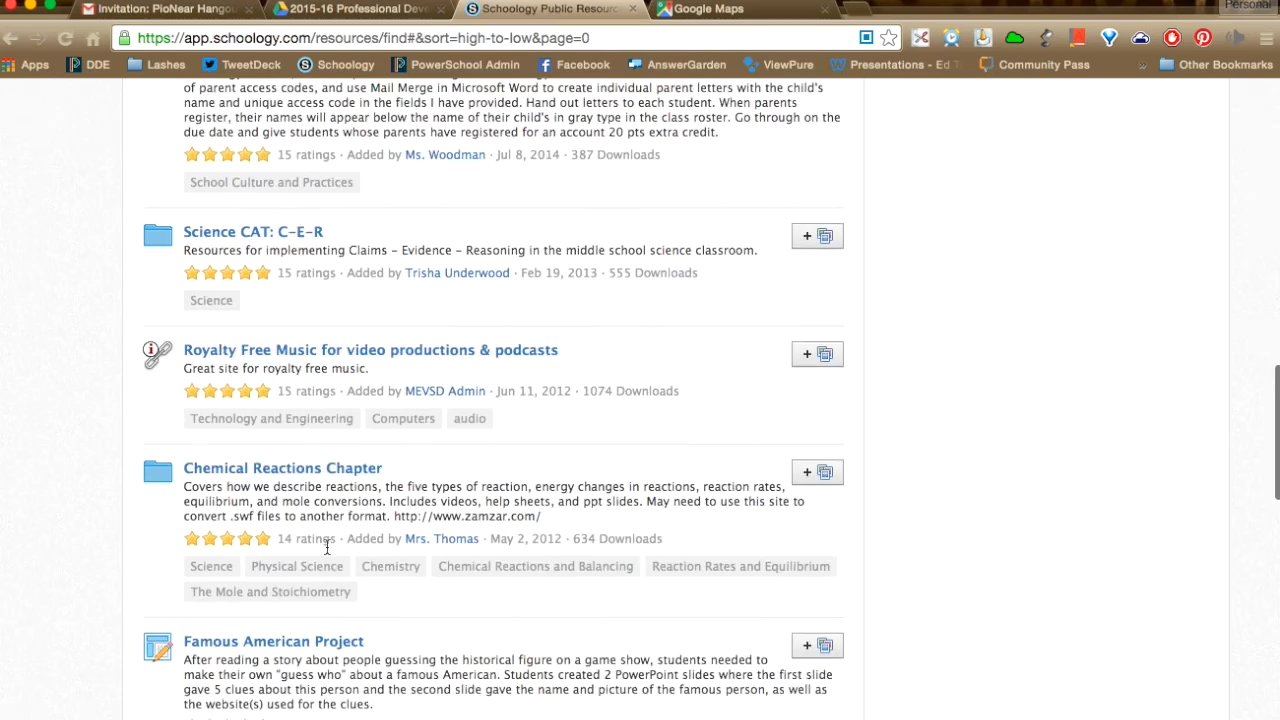 Invitation: PioNear Hangou
2015-16 Professional Deve
Schoology Public Resourc
Google Maps
Personal
https://app.schoology.com/resources/find#&sort=high-to-low&page=0
Apps
DDE
Lashes
TweetDeck
Schoology
PowerSchool Admin
Facebook
AnswerGarden
ViewPure
Presentations - Ed T
Community Pass
»
Other Bookmarks
of parent access codes, and use Mail Merge in Microsoft Word to create individual parent letters with the child's
name and unique access code in the fields I have provided. Hand out letters to each student. When parents
register, their names will appear below the name of their child's in gray type in the class roster. Go through on the
due date and give students whose parents have registered for an account 20 pts extra credit.
15 ratings · Added by Ms. Woodman · Jul 8, 2014 · 387 Downloads
School Culture and Practices
Science CAT: C-E-R
Resources for implementing Claims - Evidence - Reasoning in the middle school science classroom.
15 ratings · Added by Trisha Underwood · Feb 19, 2013 · 555 Downloads
Science
Royalty Free Music for video productions & podcasts
Great site for royalty free music.
15 ratings · Added by MEVSD Admin · Jun 11, 2012 · 1074 Downloads
Technology and Engineering
Computers
audio
Chemical Reactions Chapter
Covers how we describe reactions, the five types of reaction, energy changes in reactions, reaction rates,
equilibrium, and mole conversions. Includes videos, help sheets, and ppt slides. May need to use this site to
convert .swf files to another format. http://www.zamzar.com/
14 ratings · Added by Mrs. Thomas · May 2, 2012 · 634 Downloads
Science
Physical Science
Chemistry
Chemical Reactions and Balancing
Reaction Rates and Equilibrium
The Mole and Stoichiometry
Famous American Project
After reading a story about people guessing the historical figure on a game show, students needed to
make their own "guess who" about a famous American. Students created 2 PowerPoint slides where the first slide
gave 5 clues about this person and the second slide gave the name and picture of the famous person, as well as
the website(s) used for the clues.